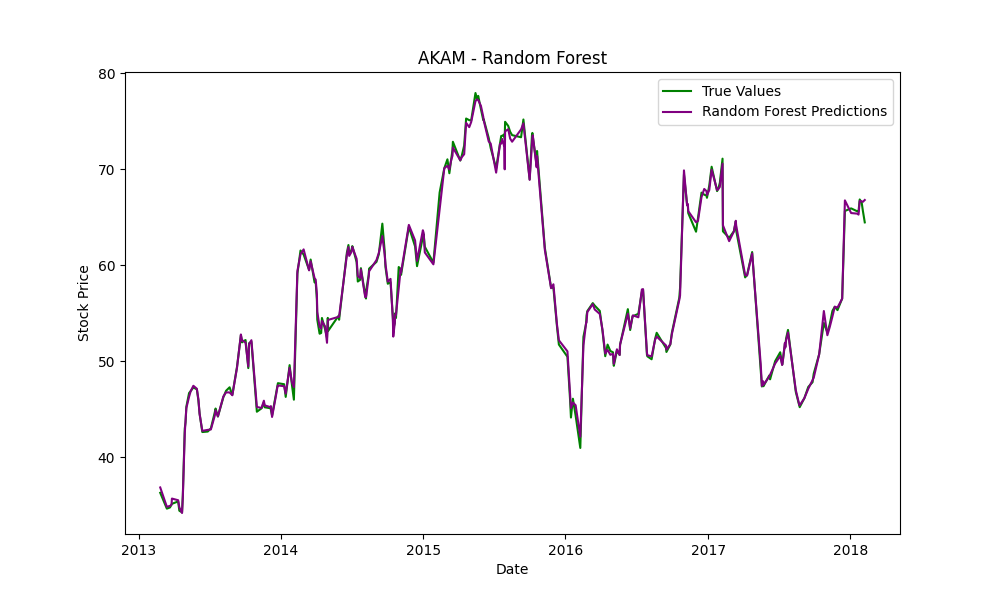 AKAM - Random Forest
True Values
Random Forest Predictions
Stock Price
80
70
60
50
40
2013
2014
2015
2016
2017
2018
Date